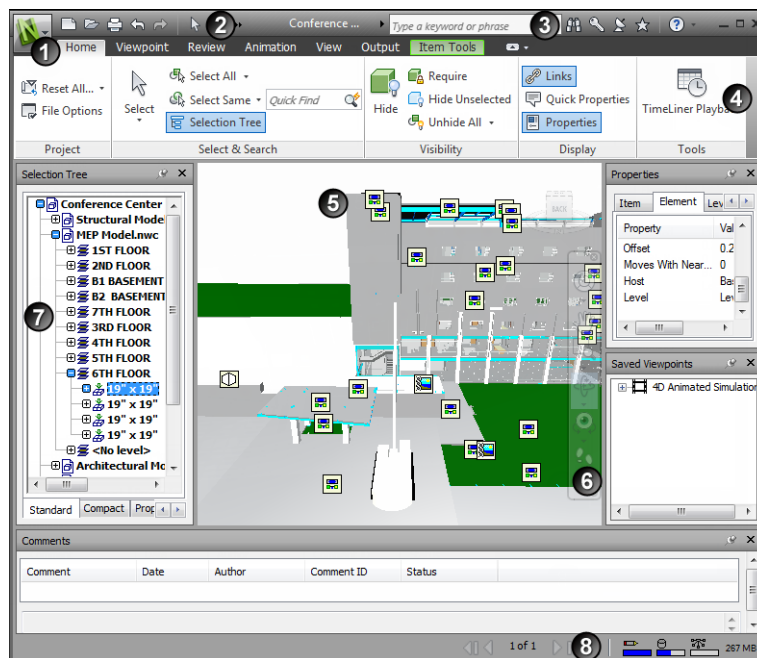 2 Conference ... Type a keyword or phrase 3
1 Home Viewpoint Review Animation View Output Item Tools
Reset All...
File Options
Project
Select
Select All
Select Same Quick Find
Selection Tree
Select & Search
Hide
Require
Hide Unselected
Unhide All
Visibility
Links
Quick Properties
Properties
Display
TimeLiner Playba
4
Tools
Selection Tree
Conference Center
Structural Mode
MEP Model.nwc
1ST FLOOR
2ND FLOOR
B1 BASEMENT
B2 BASEMENT
7TH FLOOR
3RD FLOOR
4TH FLOOR
5TH FLOOR
6TH FLOOR
19" x 19"
19" x 19"
19" x 19"
19" x 19"
<No level>
Architectural Mo
7
Standard Compact Prop
5
BACK
6
Properties
Item Element Lev
Property Val
Offset 0.2
Moves With Near... 0
Host Bas
Level Lev
Saved Viewpoints
4D Animated Simulation
Comments
Comment Date Author Comment ID Status
1 of 1 8 267 MB